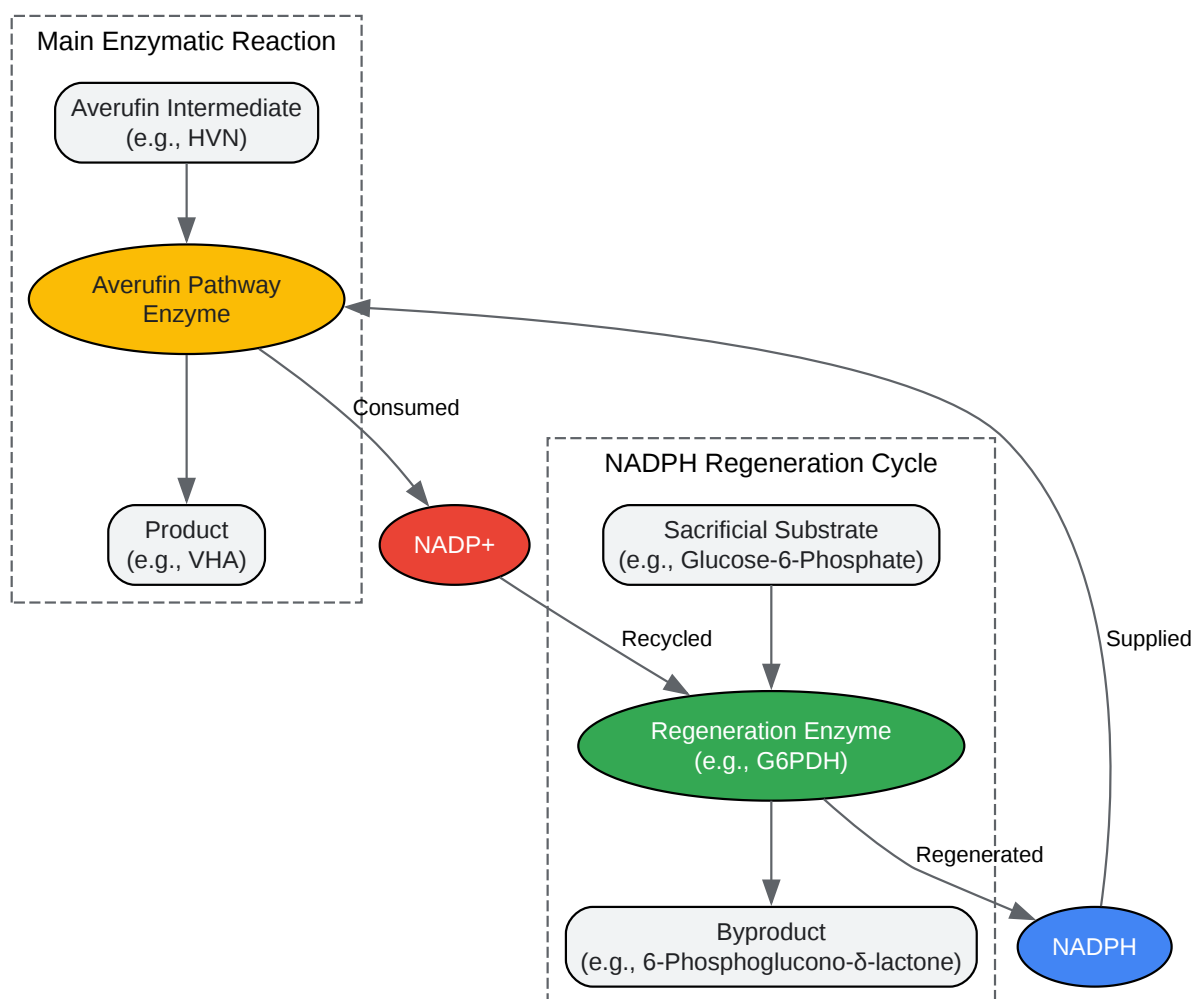 Main Enzymatic Reaction
Averufin Intermediate
(e.g., HVN)
Averufin Pathway
Enzyme
Consumed
Product
(e.g., VHA)
NADP+
NADPH Regeneration Cycle
Sacrificial Substrate
(e.g., Glucose-6-Phosphate)
Recycled
Supplied
Regeneration Enzyme
(e.g., G6PDH)
Regenerated
Byproduct
(e.g., 6-Phosphoglucono-δ-lactone)
NADPH